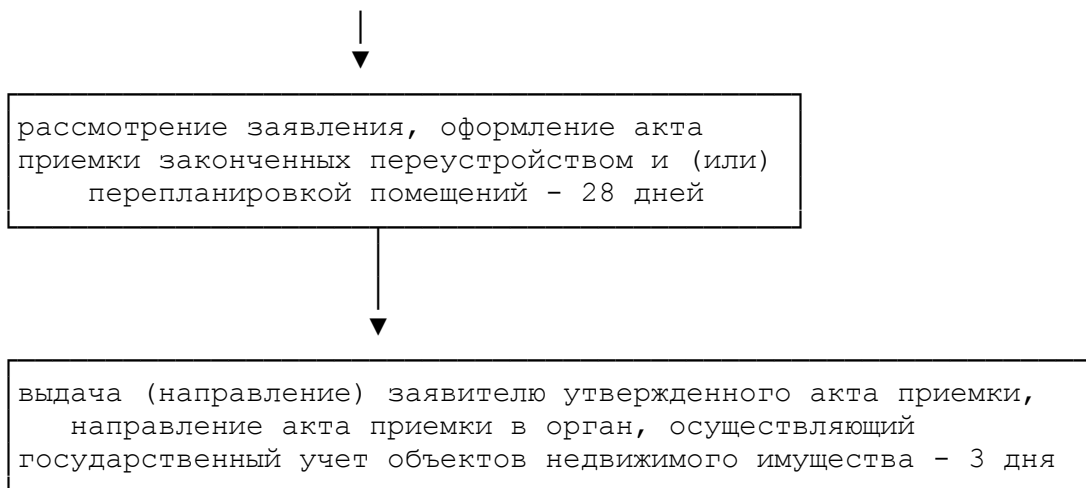 рассмотрение заявления, оформление акта
приемки законченных переустройством и (или)
перепланировкой помещений - 28 дней
выдача (направление) заявителю утвержденного акта приемки,
направление акта приемки в орган, осуществляющий
государственный учет объектов недвижимого имущества - 3 дня